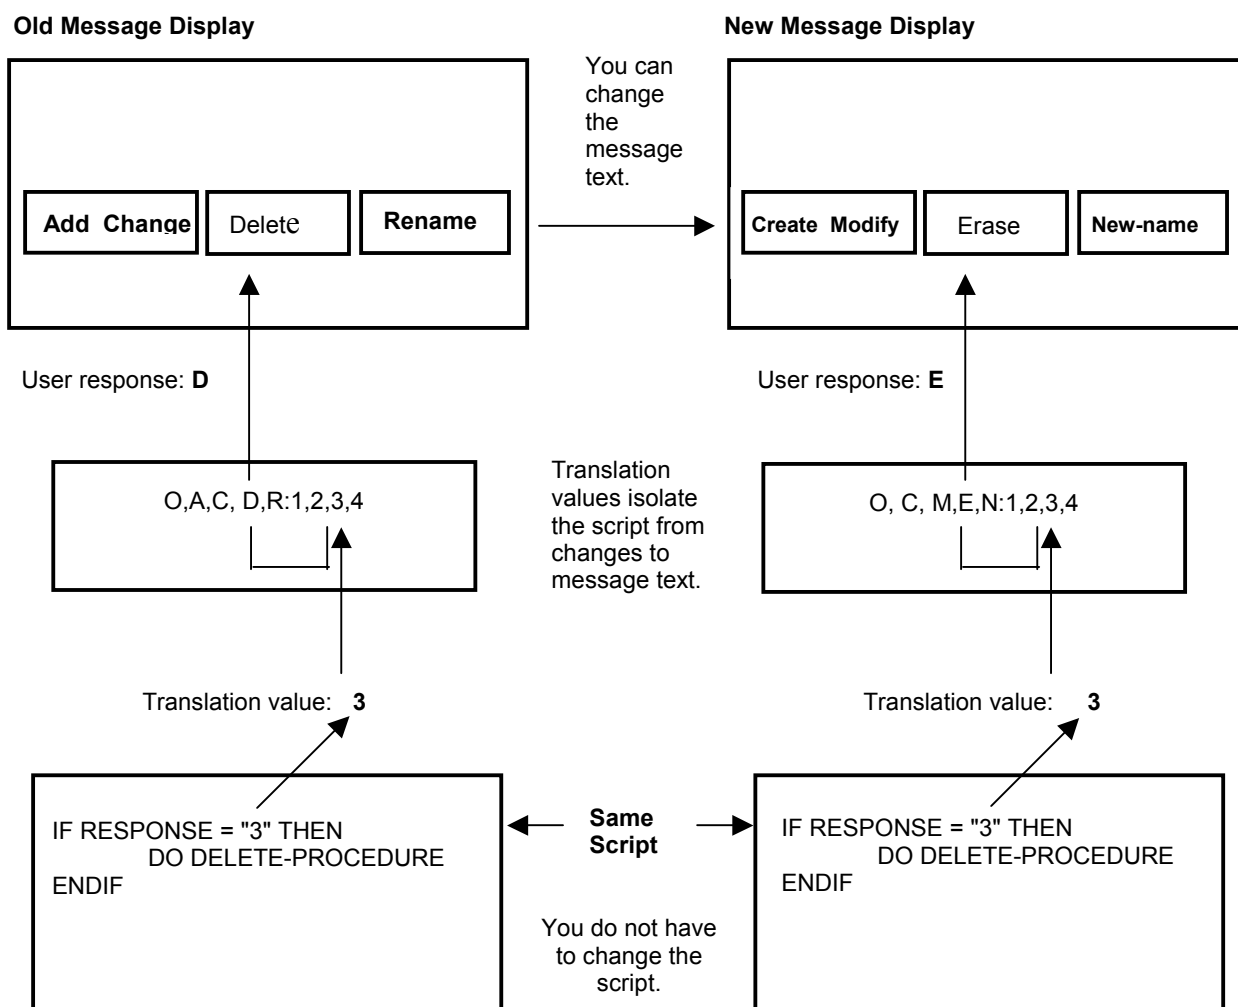 Old Message Display
New Message Display
You can
change
the
message
text.
Add Change
Delete
Rename
Create Modify
Erase
New-name
User response: D
User response: E
O,A,C, D,R:1,2,3,4
Translation
values isolate
the script from
changes to
message text.
O, C, M,E,N:1,2,3,4
Translation value: 3
Translation value: 3
IF RESPONSE = "3" THEN
DO DELETE-PROCEDURE
ENDIF
Same
Script
You do not have
to change the
script.
IF RESPONSE = "3" THEN
DO DELETE-PROCEDURE
ENDIF